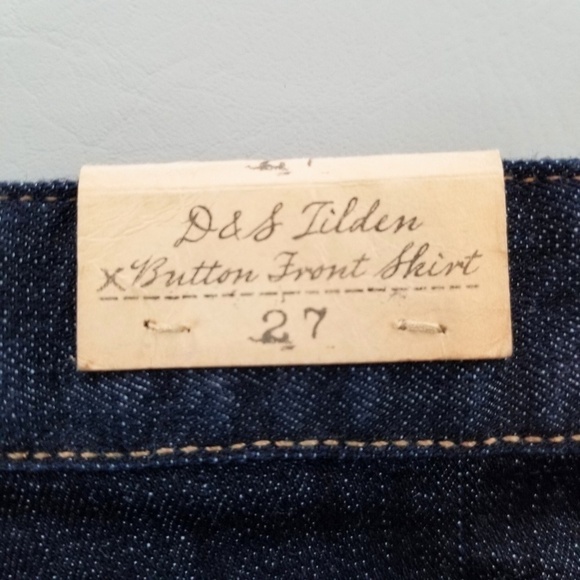 D&S Tilden
x Button Front Skirt
27